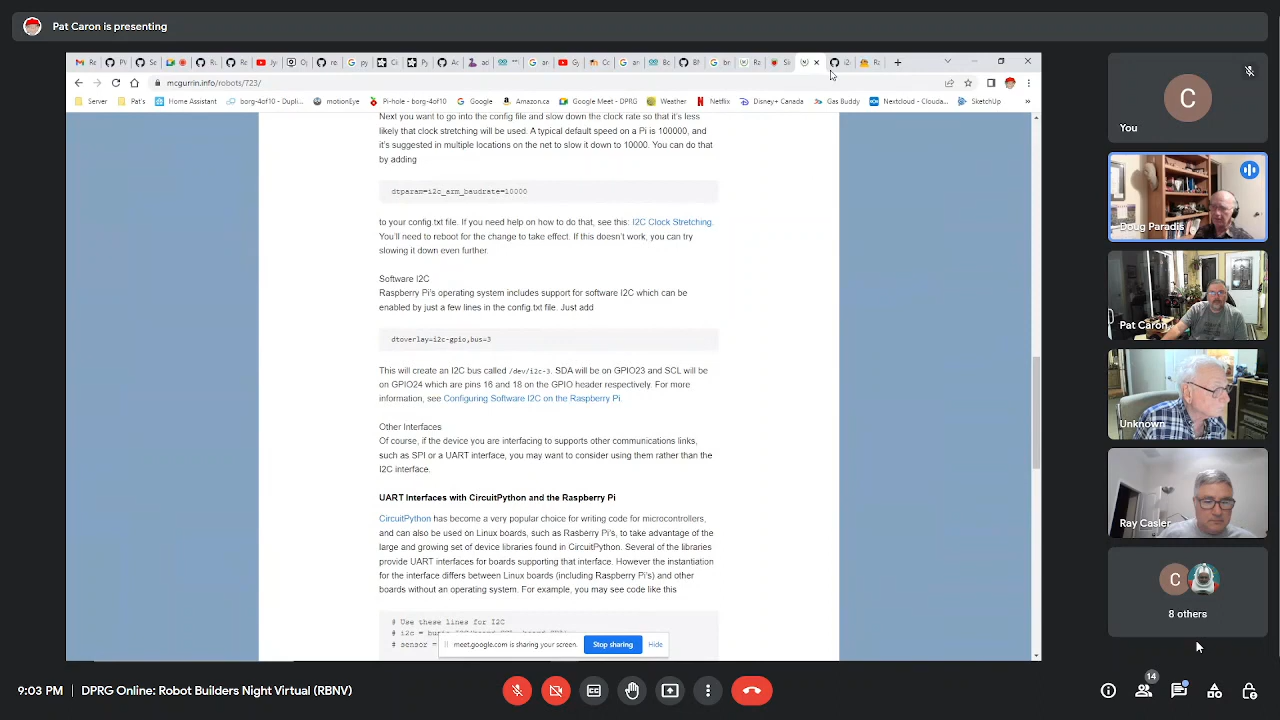 Pat Caron is presenting
mcgurrin.info/robots/723/
Server
Pat's
Home Assistant
borg-4of10 - Dupli...
motionEye
Pi-hole - borg-4of10
Google
Amazon.ca
Google Meet - DPRG
Weather
Netflix
Disney+ Canada
Gas Buddy
Nextcloud - Clouda...
SketchUp
»
Next you want to go into the config file and slow down the clock rate so that it's less
likely that clock stretching will be used. A typical default speed on a Pi is 100000, and
it's suggested in multiple locations on the net to slow it down to 10000. You can do that
by adding
dtparam=i2c_arm_baudrate=10000
to your config.txt file. If you need help on how to do that, see this: I2C Clock Stretching.
You'll need to reboot for the change to take effect. If this doesn't work, you can try
slowing it down even further.
Software I2C
Raspberry Pi's operating system includes support for software I2C which can be
enabled by just a few lines in the config.txt file. Just add
dtoverlay=i2c-gpio,bus=3
This will create an I2C bus called /dev/i2c-3. SDA will be on GPIO23 and SCL will be
on GPIO24 which are pins 16 and 18 on the GPIO header respectively. For more
information, see Configuring Software I2C on the Raspberry Pi.
Other Interfaces
Of course, if the device you are interfacing to supports other communications links,
such as SPI or a UART interface, you may want to consider using them rather than the
I2C interface.
UART Interfaces with CircuitPython and the Raspberry Pi
CircuitPython has become a very popular choice for writing code for microcontrollers,
and can also be used on Linux boards, such as Rasberry Pi's, to take advantage of the
large and growing set of device libraries found in CircuitPython. Several of the libraries
provide UART interfaces for boards supporting that interface. However the instantiation
for the interface differs between Linux boards (including Raspberry Pi's) and other
boards without an operating system. For example, you may see code like this
# Use these lines for I2C
# i2c =
# sensor =
meet.google.com is sharing your screen.
Stop sharing
Hide
C
You
Doug Paradis
Pat Caron
Unknown
Ray Casler
C
8 others
9:03 PM | DPRG Online: Robot Builders Night Virtual (RBNV)
14